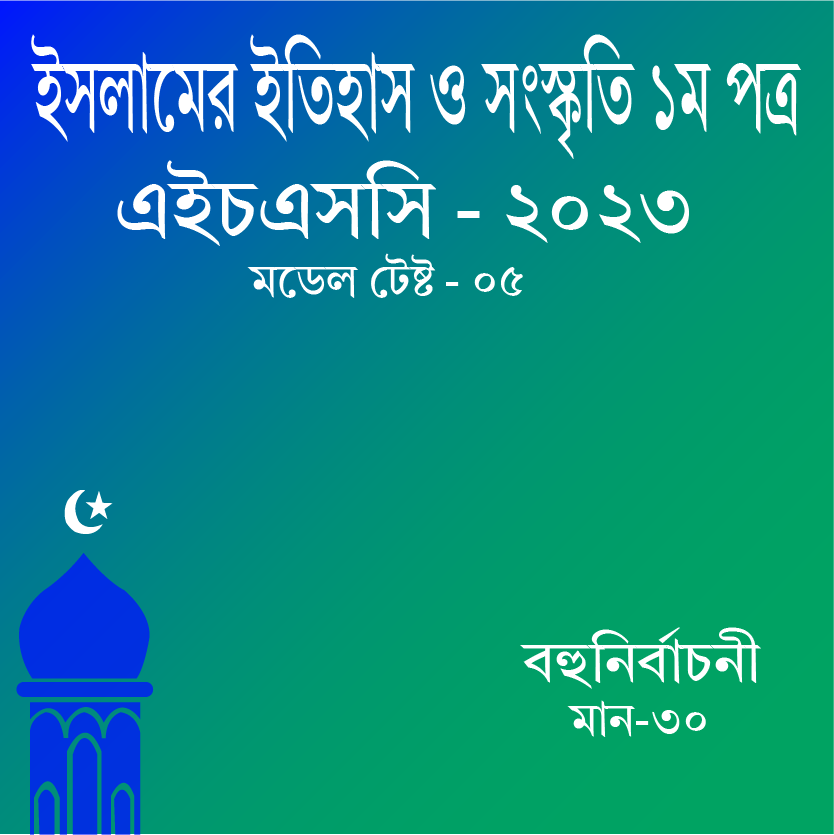 ইসলামের ইতিহাস ও সংস্কৃতি ১ম পত্র
এইচএসসি - ২০২৩
মডেল টেষ্ট - ০৫
বহুনির্বাচনী
মান-৩০